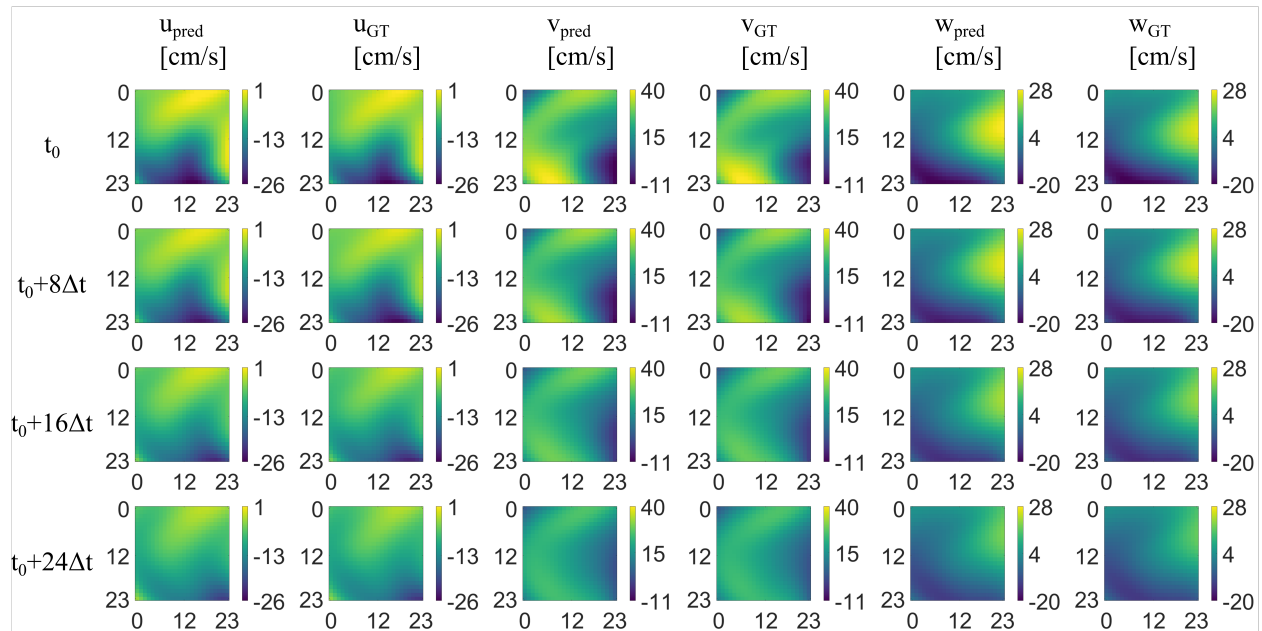 u_pred u_GT v_pred v_GT w_pred w_GT
[cm/s] [cm/s] [cm/s] [cm/s] [cm/s] [cm/s]
0 1 0 1 0 40 0 40 0 28 0 28
t_0 12 -13 12 -13 12 15 12 15 12 4 12 4
23 -26 23 -26 23 -11 23 -11 23 -20 23 -20
0 12 23 0 12 23 0 12 23 0 12 23 0 12 23 0 12 23
0 1 0 1 0 40 0 40 0 28 0 28
t_0+8Δt 12 -13 12 -13 12 15 12 15 12 4 12 4
23 -26 23 -26 23 -11 23 -11 23 -20 23 -20
0 12 23 0 12 23 0 12 23 0 12 23 0 12 23 0 12 23
0 1 0 1 0 40 0 40 0 28 0 28
t_0+16Δt 12 -13 12 -13 12 15 12 15 12 4 12 4
23 -26 23 -26 23 -11 23 -11 23 -20 23 -20
0 12 23 0 12 23 0 12 23 0 12 23 0 12 23 0 12 23
0 1 0 1 0 40 0 40 0 28 0 28
t_0+24Δt 12 -13 12 -13 12 15 12 15 12 4 12 4
23 -26 23 -26 23 -11 23 -11 23 -20 23 -20
0 12 23 0 12 23 0 12 23 0 12 23 0 12 23 0 12 23